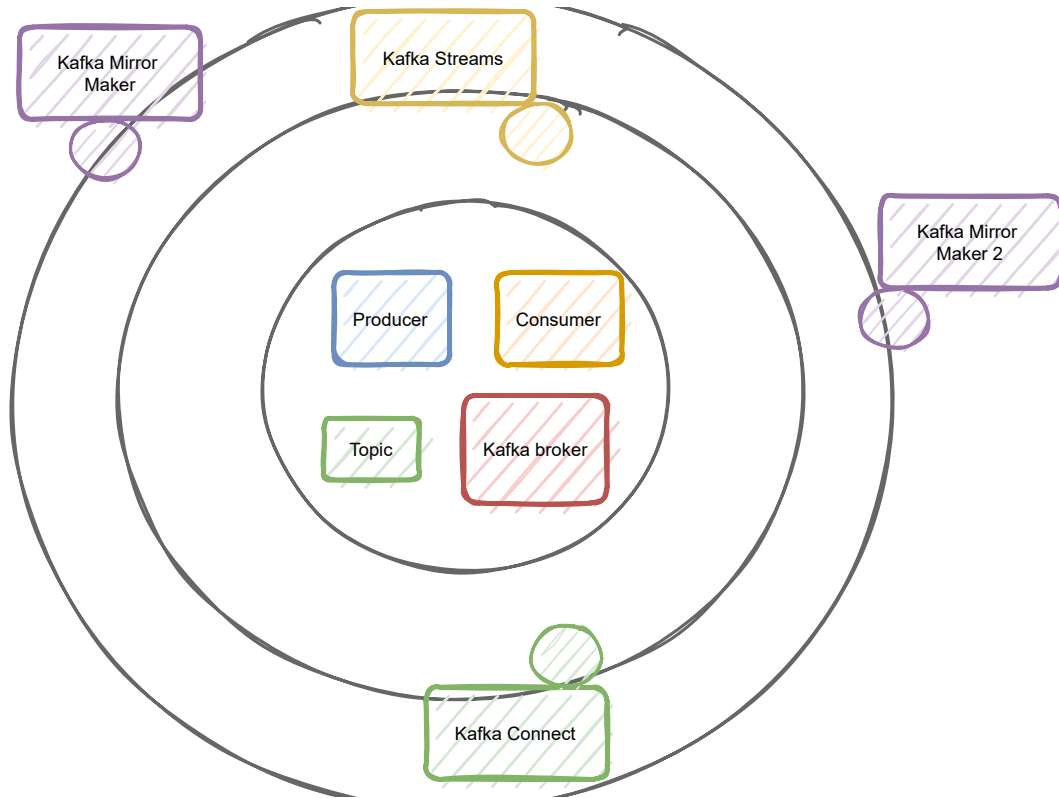 Kafka Mirror
Maker
Kafka Streams
Kafka Mirror
Maker 2
Producer
Consumer
Topic
Kafka broker
Kafka Connect